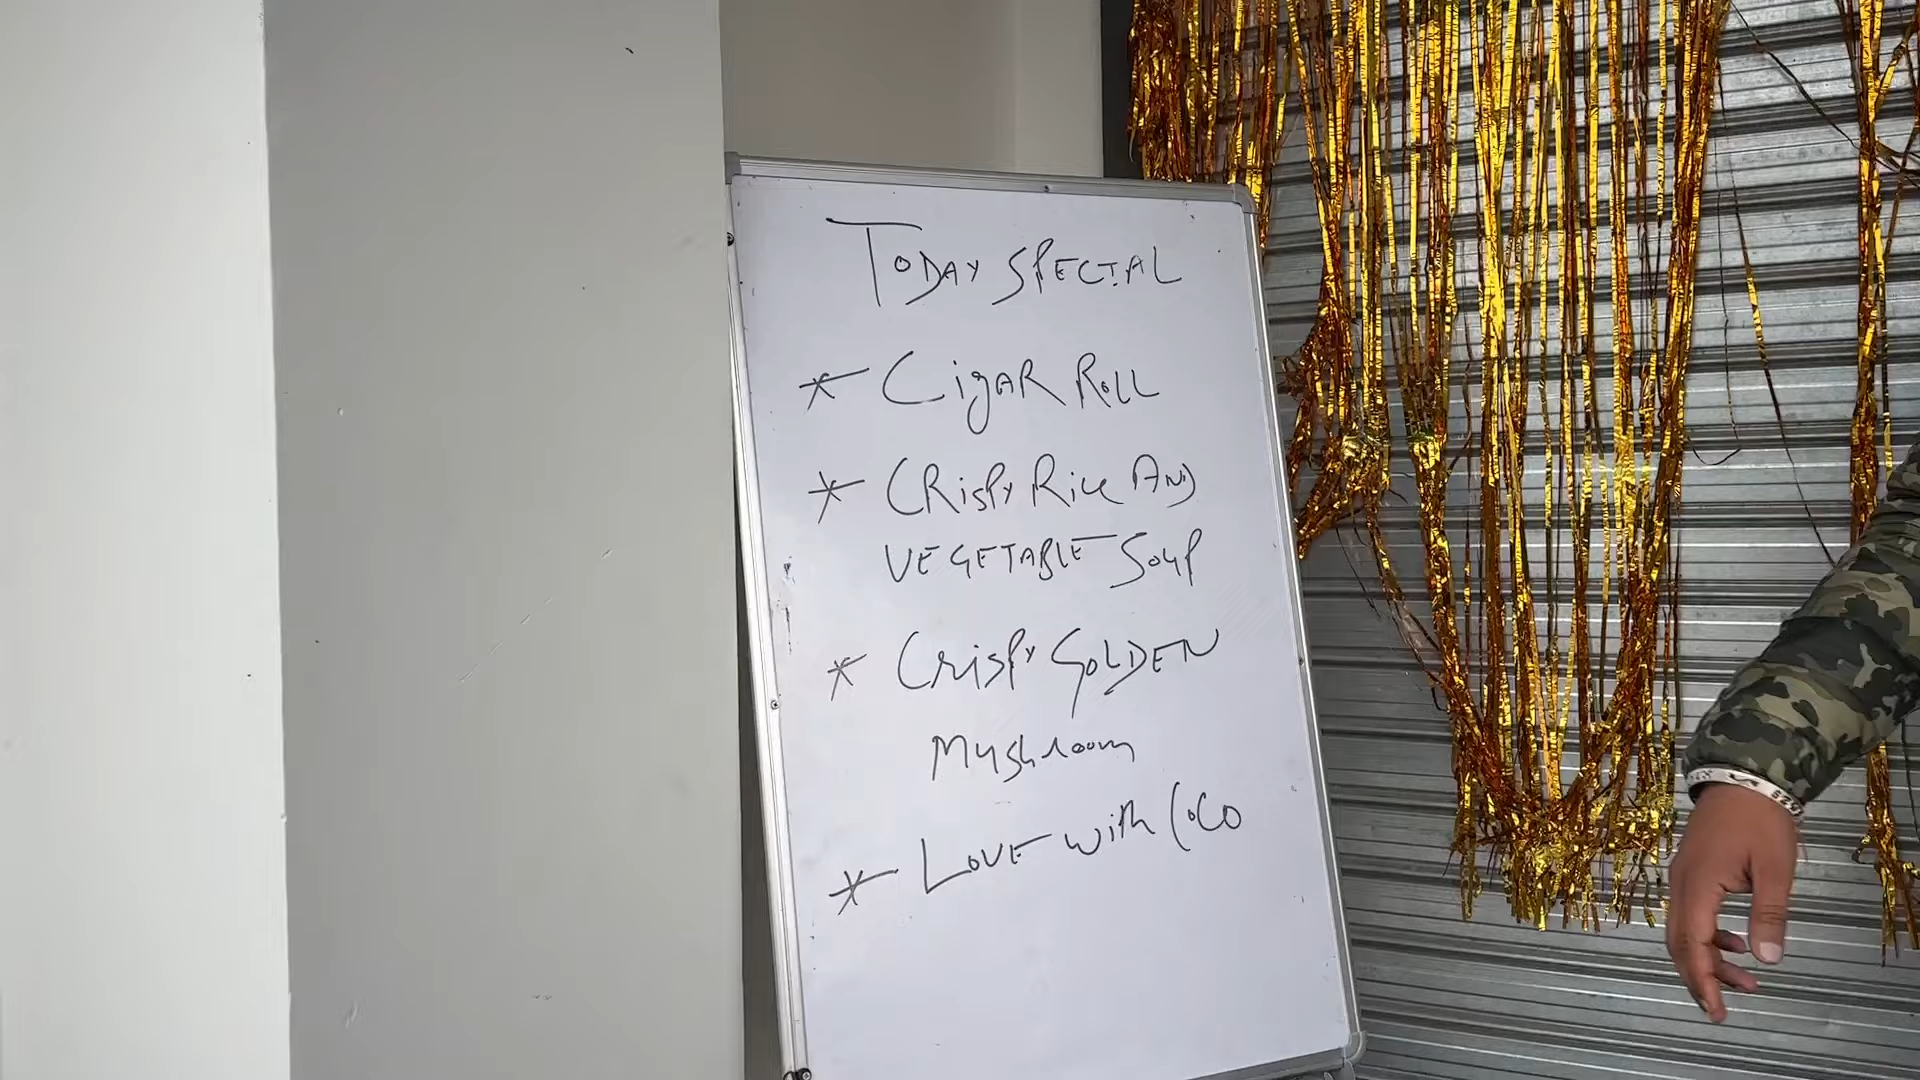 TODAY SPECIAL
* CigAR ROLL
* CRispy Rice AND
VEGETABLE SOUP
* Crispy GOLDEN
Mushroom
* LOVE with CoCo